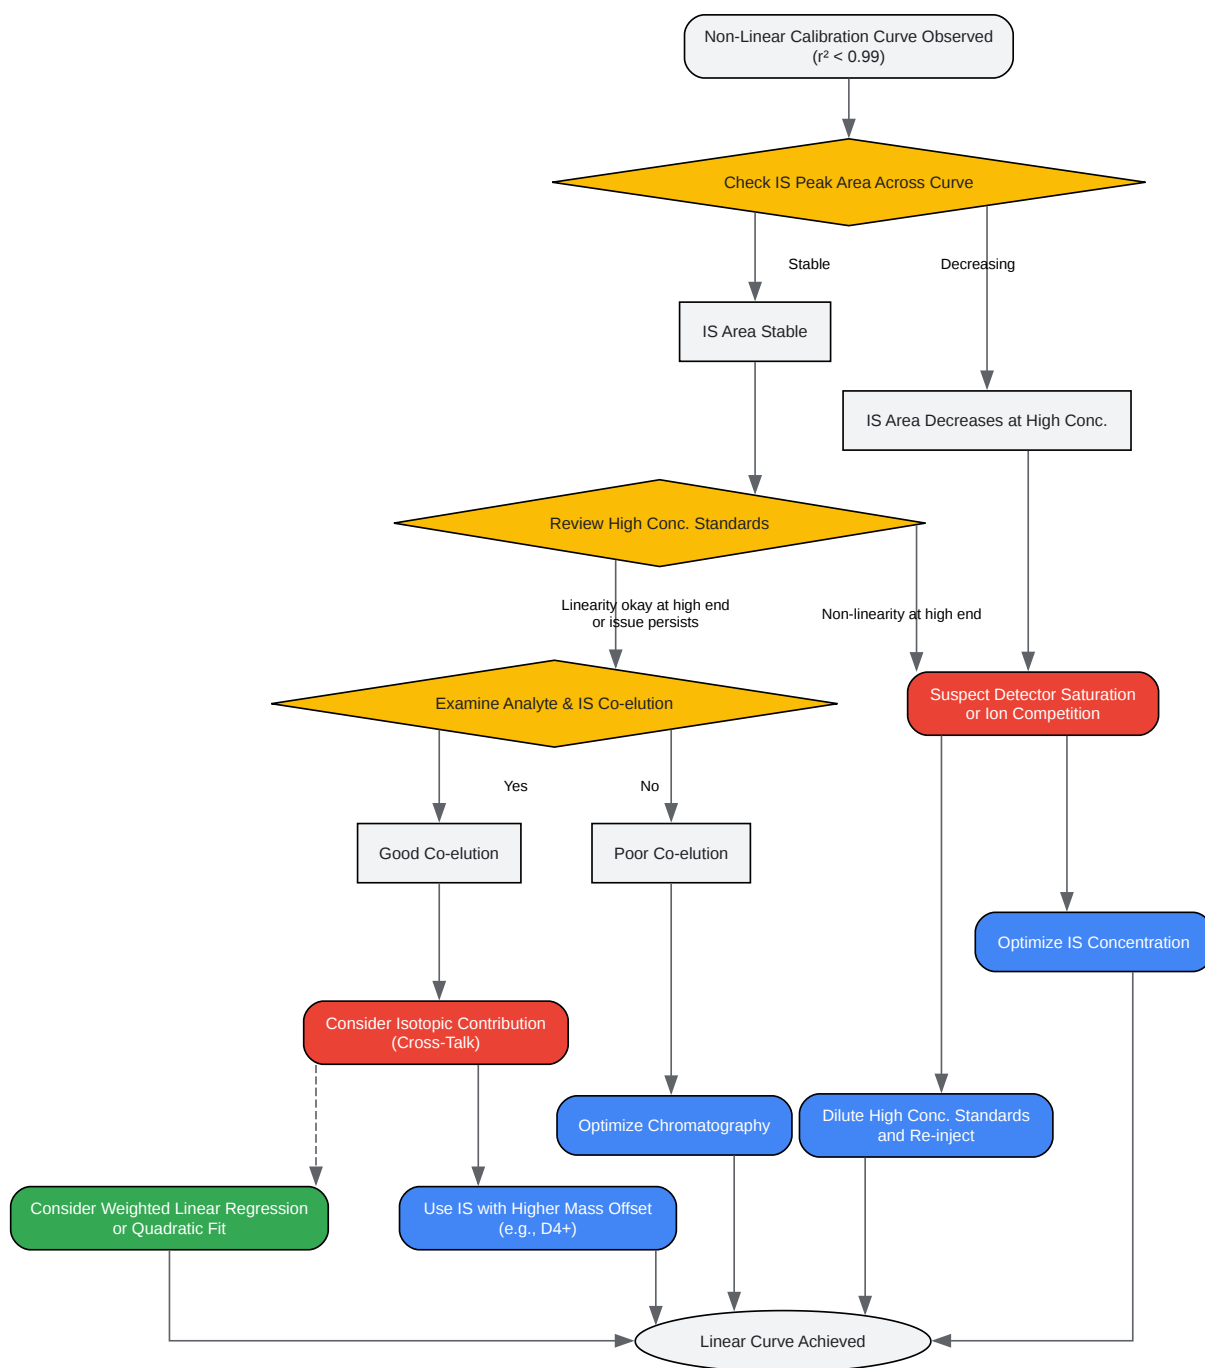 Non-Linear Calibration Curve Observed
(r² < 0.99)
Check IS Peak Area Across Curve
Stable
Decreasing
IS Area Stable
IS Area Decreases at High Conc.
Review High Conc. Standards
Linearity okay at high end
or issue persists
Non-linearity at high end
Examine Analyte & IS Co-elution
Suspect Detector Saturation
or Ion Competition
Yes
No
Good Co-elution
Poor Co-elution
Optimize IS Concentration
Consider Isotopic Contribution
(Cross-Talk)
Optimize Chromatography
Dilute High Conc. Standards
and Re-inject
Consider Weighted Linear Regression
or Quadratic Fit
Use IS with Higher Mass Offset
(e.g., D4+)
Linear Curve Achieved